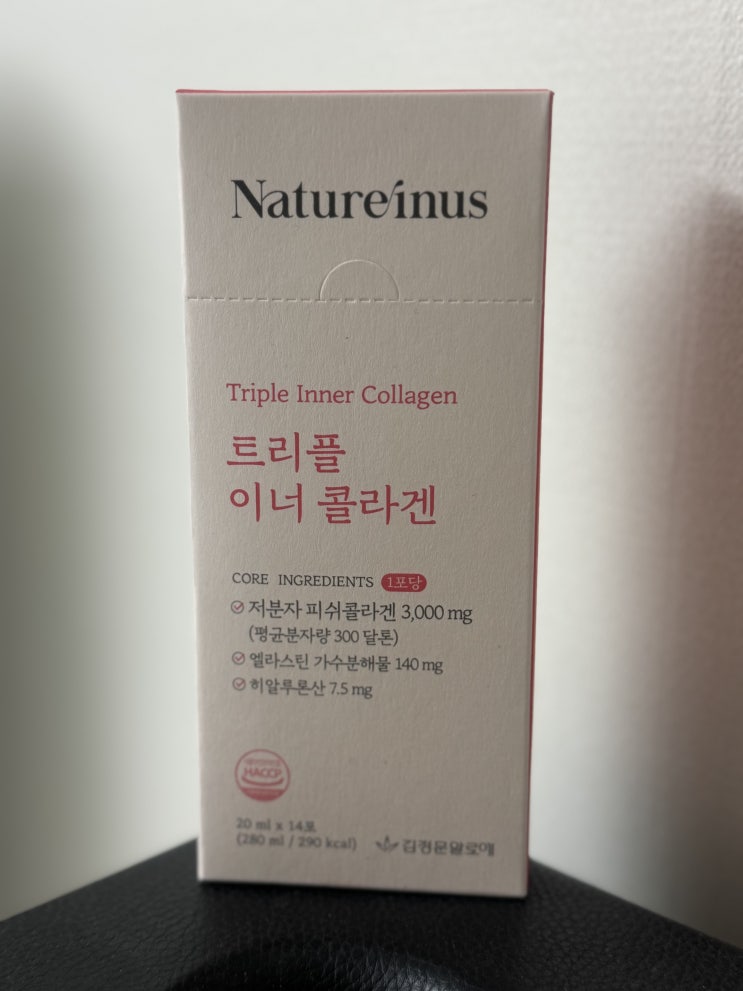 Nature/inus
Triple Inner Collagen
트리플
이너 콜라겐
CORE INGREDIENTS 1포당
저분자 피쉬콜라겐 3,000 mg
(평균분자량 300 달톤)
엘라스틴 가수분해물 140 mg
히알루론산 7.5 mg
HACCP
20 ml x 14포
(280 ml / 290 kcal)
김정문알로에